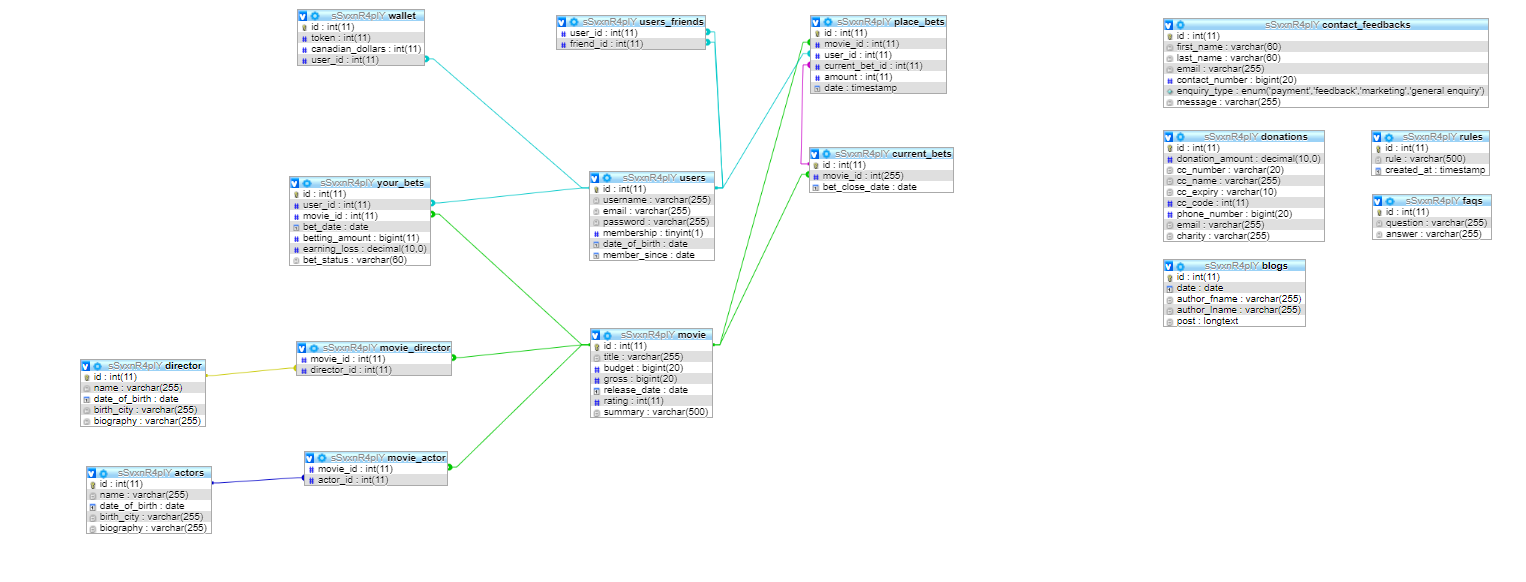 sSvxnR4pIY wallet
id : int(11)
token : int(11)
canadian_dollars : int(11)
user_id : int(11)
sSvxnR4pIY users_friends
user_id : int(11)
friend_id : int(11)
sSvxnR4pIY place_bets
id : int(11)
movie_id : int(11)
user_id : int(11)
current_bet_id : int(11)
amount : int(11)
date : timestamp
sSvxnR4pIY contact_feedbacks
id : int(11)
first_name : varchar(60)
last_name : varchar(60)
email : varchar(255)
contact_number : bigint(20)
enquiry_type : enum('payment','feedback','marketing','general enquiry')
message : varchar(255)
sSvxnR4pIY donations
id : int(11)
donation_amount : decimal(10,0)
cc_number : varchar(20)
cc_name : varchar(255)
cc_expiry : varchar(10)
cc_code : int(11)
phone_number : bigint(20)
email : varchar(255)
charity : varchar(255)
sSvxnR4pIY rules
id : int(11)
rule : varchar(500)
created_at : timestamp
sSvxnR4pIY current_bets
id : int(11)
movie_id : int(255)
bet_close_date : date
sSvxnR4pIY your_bets
id : int(11)
user_id : int(11)
movie_id : int(11)
bet_date : date
betting_amount : bigint(11)
earning_loss : decimal(10,0)
bet_status : varchar(60)
sSvxnR4pIY users
id : int(11)
username : varchar(255)
email : varchar(255)
password : varchar(255)
membership : tinyint(1)
date_of_birth : date
member_since : date
sSvxnR4pIY faqs
id : int(11)
question : varchar(255)
answer : varchar(255)
sSvxnR4pIY blogs
id : int(11)
date : date
author_fname : varchar(255)
author_lname : varchar(255)
post : longtext
sSvxnR4pIY movie
id : int(11)
title : varchar(255)
budget : bigint(20)
gross : bigint(20)
release_date : date
rating : int(11)
summary : varchar(500)
sSvxnR4pIY movie_director
movie_id : int(11)
director_id : int(11)
sSvxnR4pIY director
id : int(11)
name : varchar(255)
date_of_birth : date
birth_city : varchar(255)
biography : varchar(255)
sSvxnR4pIY movie_actor
movie_id : int(11)
actor_id : int(11)
sSvxnR4pIY actors
id : int(11)
name : varchar(255)
date_of_birth : date
birth_city : varchar(255)
biography : varchar(255)